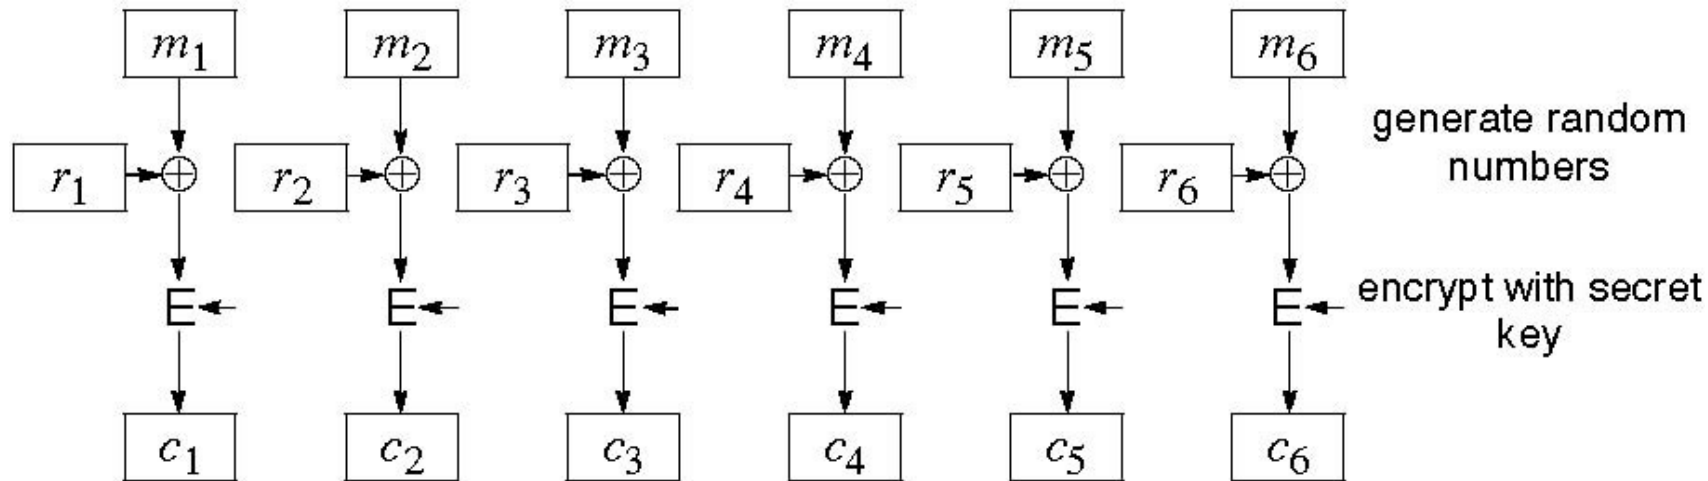 m1 m2 m3 m4 m5 m6
generate random
numbers
r1 r2 r3 r4 r5 r6
E E E E E E
encrypt with secret
key
c1 c2 c3 c4 c5 c6